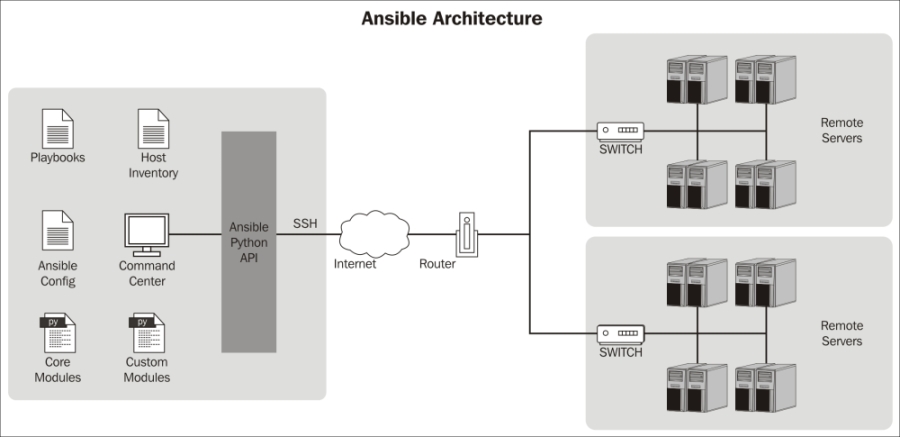 Ansible Architecture
Playbooks
Host
Inventory
Ansible
Config
Command
Center
py
Core
Modules
py
Custom
Modules
Ansible
Python
API
SSH
Internet
Router
SWITCH
Remote
Servers
SWITCH
Remote
Servers